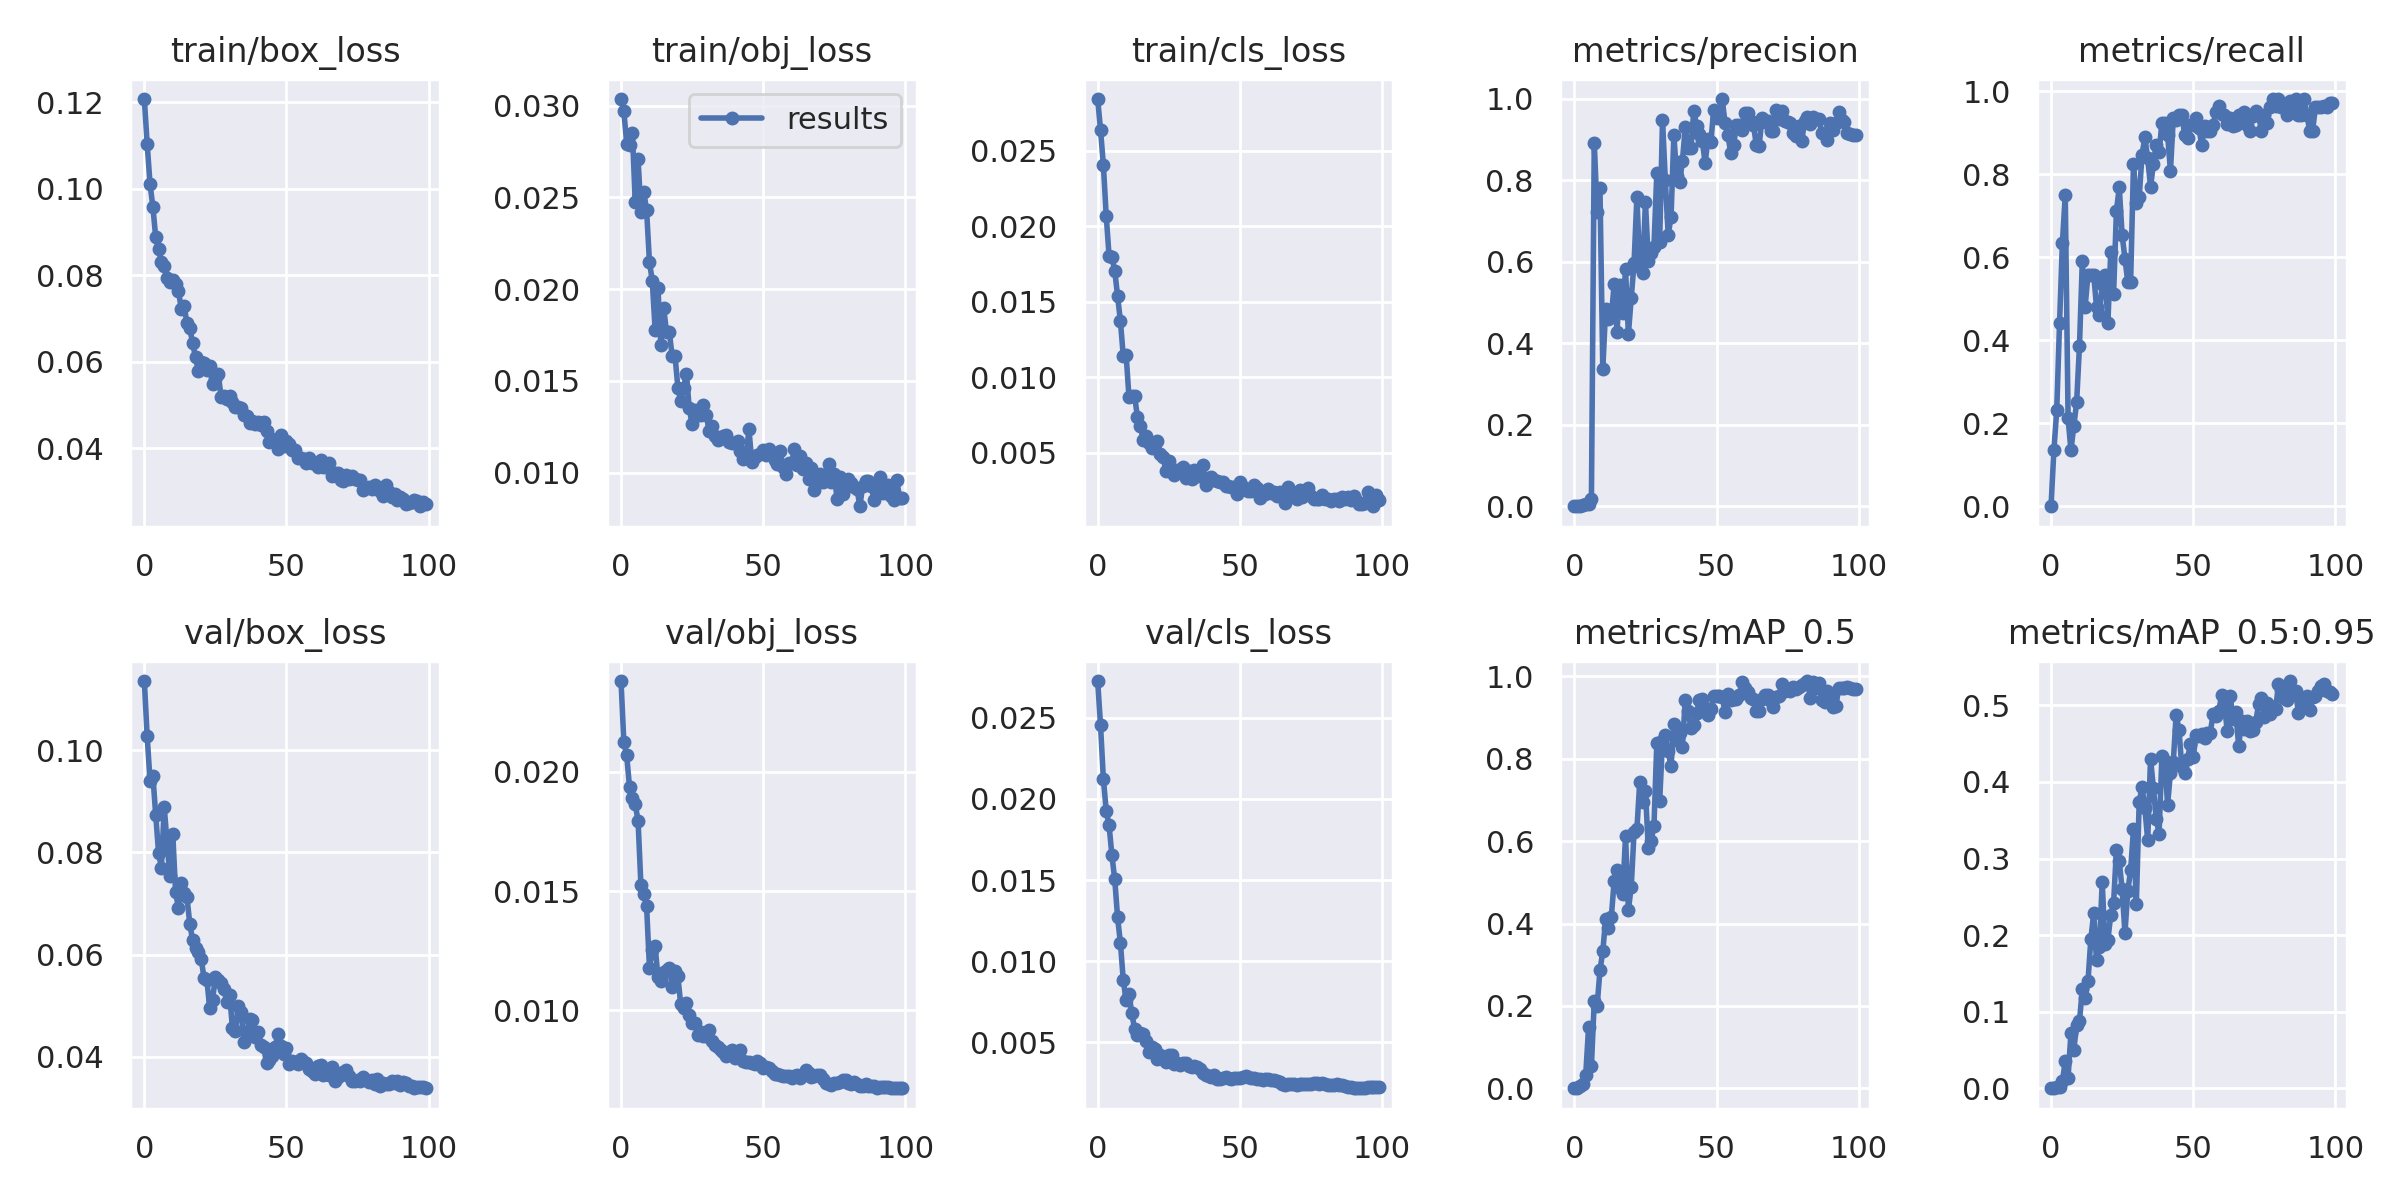 train/box_loss
train/obj_loss
train/cls_loss
metrics/precision
metrics/recall
0.12
0.10
0.08
0.06
0.04
0 50 100
results
0.030
0.025
0.020
0.015
0.010
0 50 100
0.025
0.020
0.015
0.010
0.005
0 50 100
1.0
0.8
0.6
0.4
0.2
0.0
0 50 100
1.0
0.8
0.6
0.4
0.2
0.0
0 50 100
val/box_loss
val/obj_loss
val/cls_loss
metrics/mAP_0.5
metrics/mAP_0.5:0.95
0.10
0.08
0.06
0.04
0 50 100
0.020
0.015
0.010
0 50 100
0.025
0.020
0.015
0.010
0.005
0 50 100
1.0
0.8
0.6
0.4
0.2
0.0
0 50 100
0.5
0.4
0.3
0.2
0.1
0.0
0 50 100